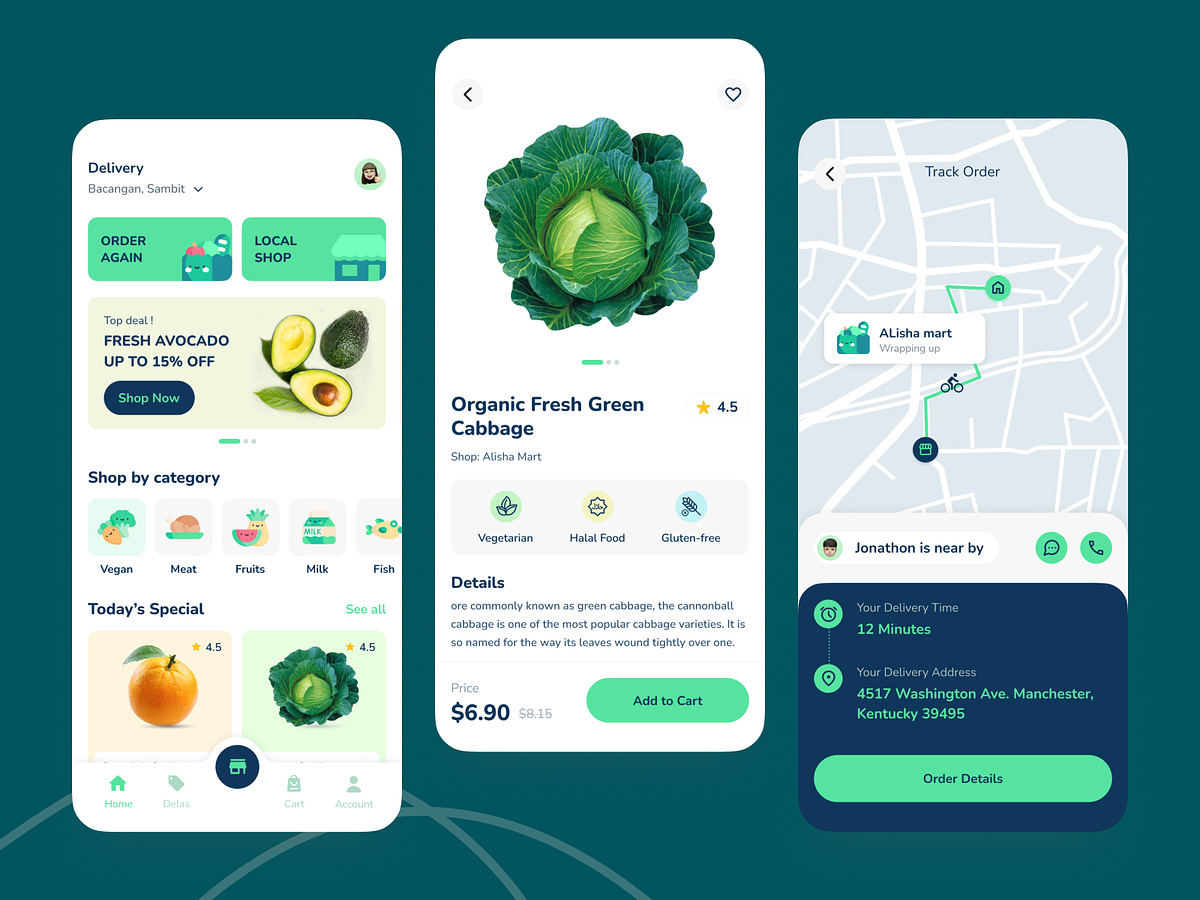 Delivery
Bacangan, Sambit
ORDER
AGAIN
LOCAL
SHOP
Top deal !
FRESH AVOCADO
UP TO 15% OFF
Shop Now
Shop by category
MILK
Vegan
Meat
Fruits
Milk
Fish
Today’s Special
See all
4.5
4.5
Home
Delas
Cart
Account
Organic Fresh Green
Cabbage
4.5
Shop: Alisha Mart
Vegetarian
Halal Food
Gluten-free
Details
ore commonly known as green cabbage, the cannonball
cabbage is one of the most popular cabbage varieties. It is
so named for the way its leaves wound tightly over one.
Price
$6.90
$8.15
Add to Cart
Track Order
ALisha mart
Wrapping up
Jonathon is near by
Your Delivery Time
12 Minutes
Your Delivery Address
4517 Washington Ave. Manchester,
Kentucky 39495
Order Details